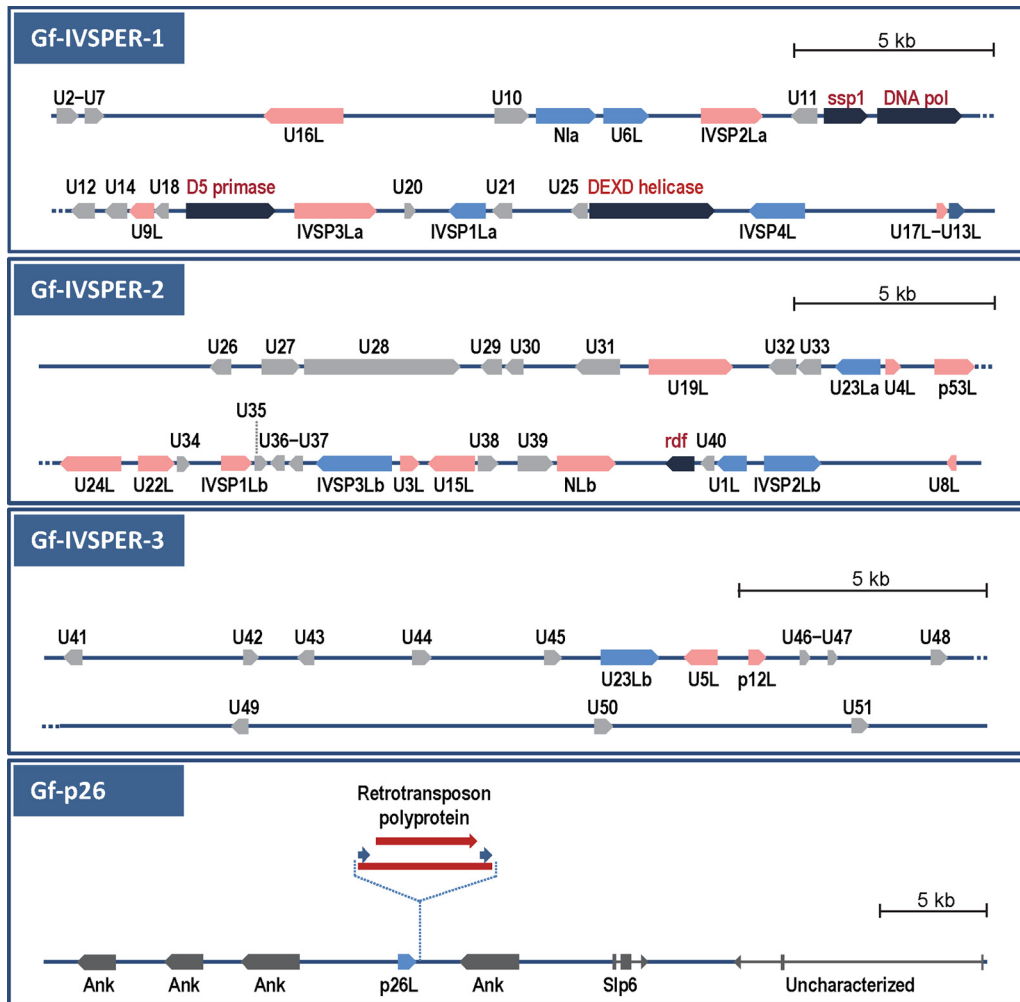 Gf-IVSPER-1
5 kb
U2–U7
U10
U11
ssp1
DNA pol
U16L
NIa
U6L
IVSP2La
U12
U14
U18
D5 primase
U20
U21
U25
DEXD helicase
U9L
IVSP3La
IVSP1La
IVSP4L
U17L–U13L
Gf-IVSPER-2
5 kb
U26
U27
U28
U29
U30
U31
U32
U33
U19L
U23La
U4L
p53L
U35
U34
U36–U37
U38
U39
rdf
U40
U24L
U22L
IVSP1Lb
IVSP3Lb
U3L
U15L
NLb
U1L
IVSP2Lb
U8L
Gf-IVSPER-3
5 kb
U41
U42
U43
U44
U45
U46–U47
U48
U23Lb
U5L
p12L
U49
U50
U51
Gf-p26
Retrotransposon
polyprotein
5 kb
Ank
Ank
Ank
p26L
Ank
Slp6
Uncharacterized